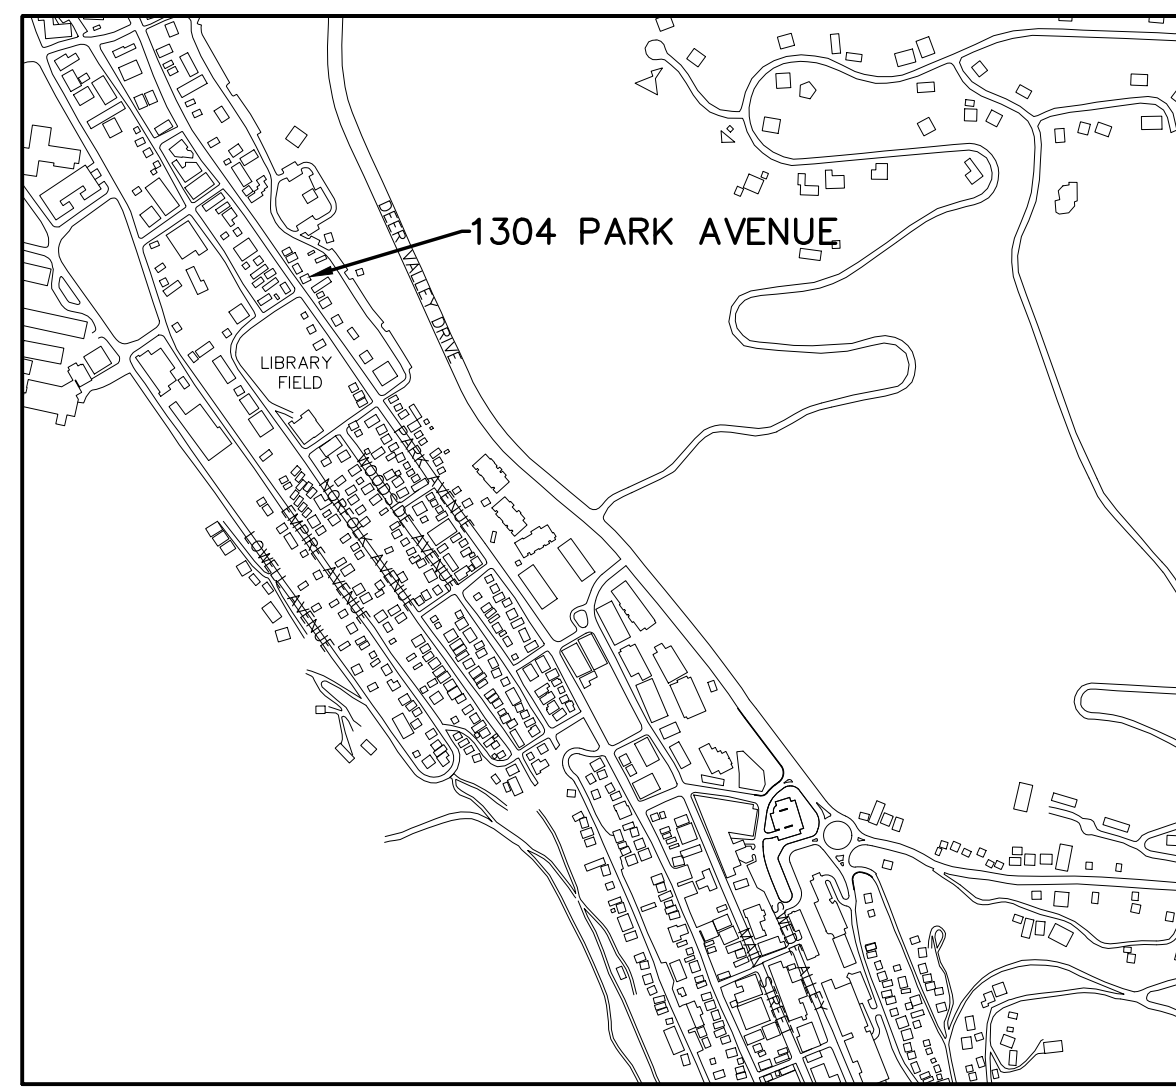 1304 PARK AVENUE
DEER VALLEY DRIVE
LIBRARY
FIELD
PARK AVENUE
WOODSIDE AVENUE
NORFOLK AVENUE
EMPIRE AVENUE
LOWELL AVENUE
MAIN STREET
SWEDE ALLEY